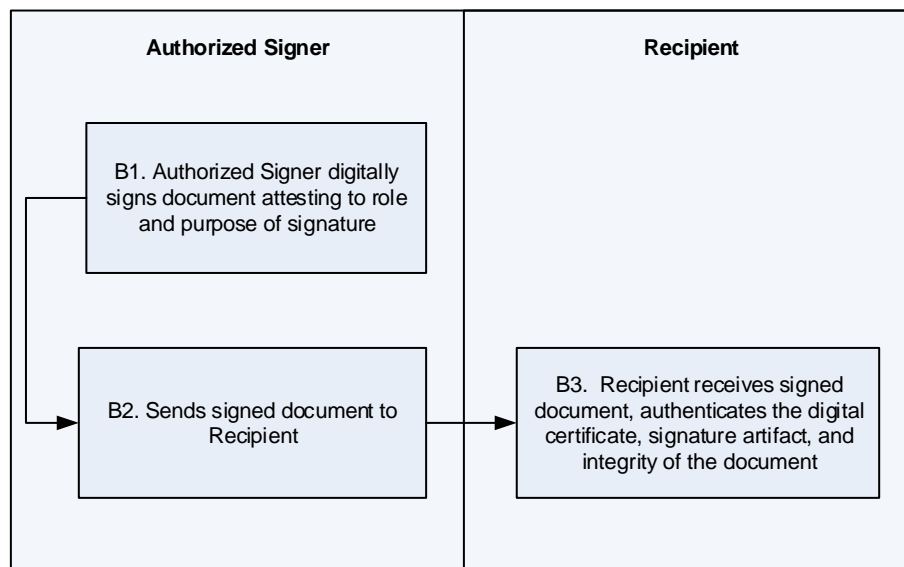 Authorized Signer
Recipient
B1. Authorized Signer digitally
signs document attesting to role
and purpose of signature
B2. Sends signed document to
Recipient
B3.  Recipient receives signed
document, authenticates the digital
certificate, signature artifact, and
integrity of the document